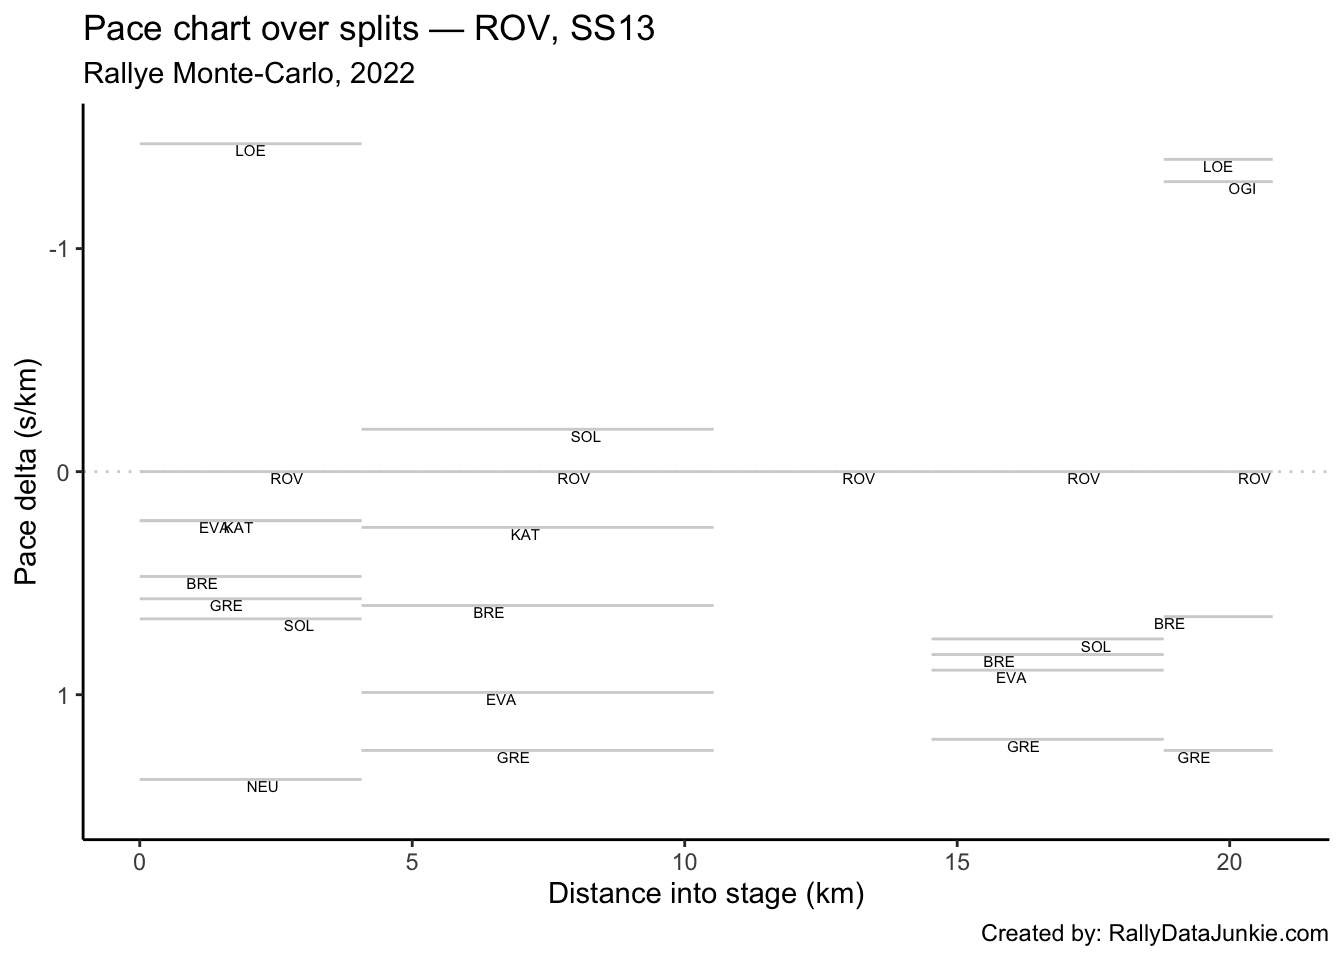 Pace chart over splits — ROV, SS13
Rallye Monte-Carlo, 2022
Pace delta (s/km)
-1
0
1
LOE
LOE
OGI
SOL
ROV
ROV
ROV
ROV
ROV
EVA
KAT
KAT
BRE
GRE
BRE
SOL
BRE
SOL
BRE
EVA
EVA
GRE
GRE
GRE
NEU
0
5
10
15
20
Distance into stage (km)
Created by: RallyDataJunkie.com